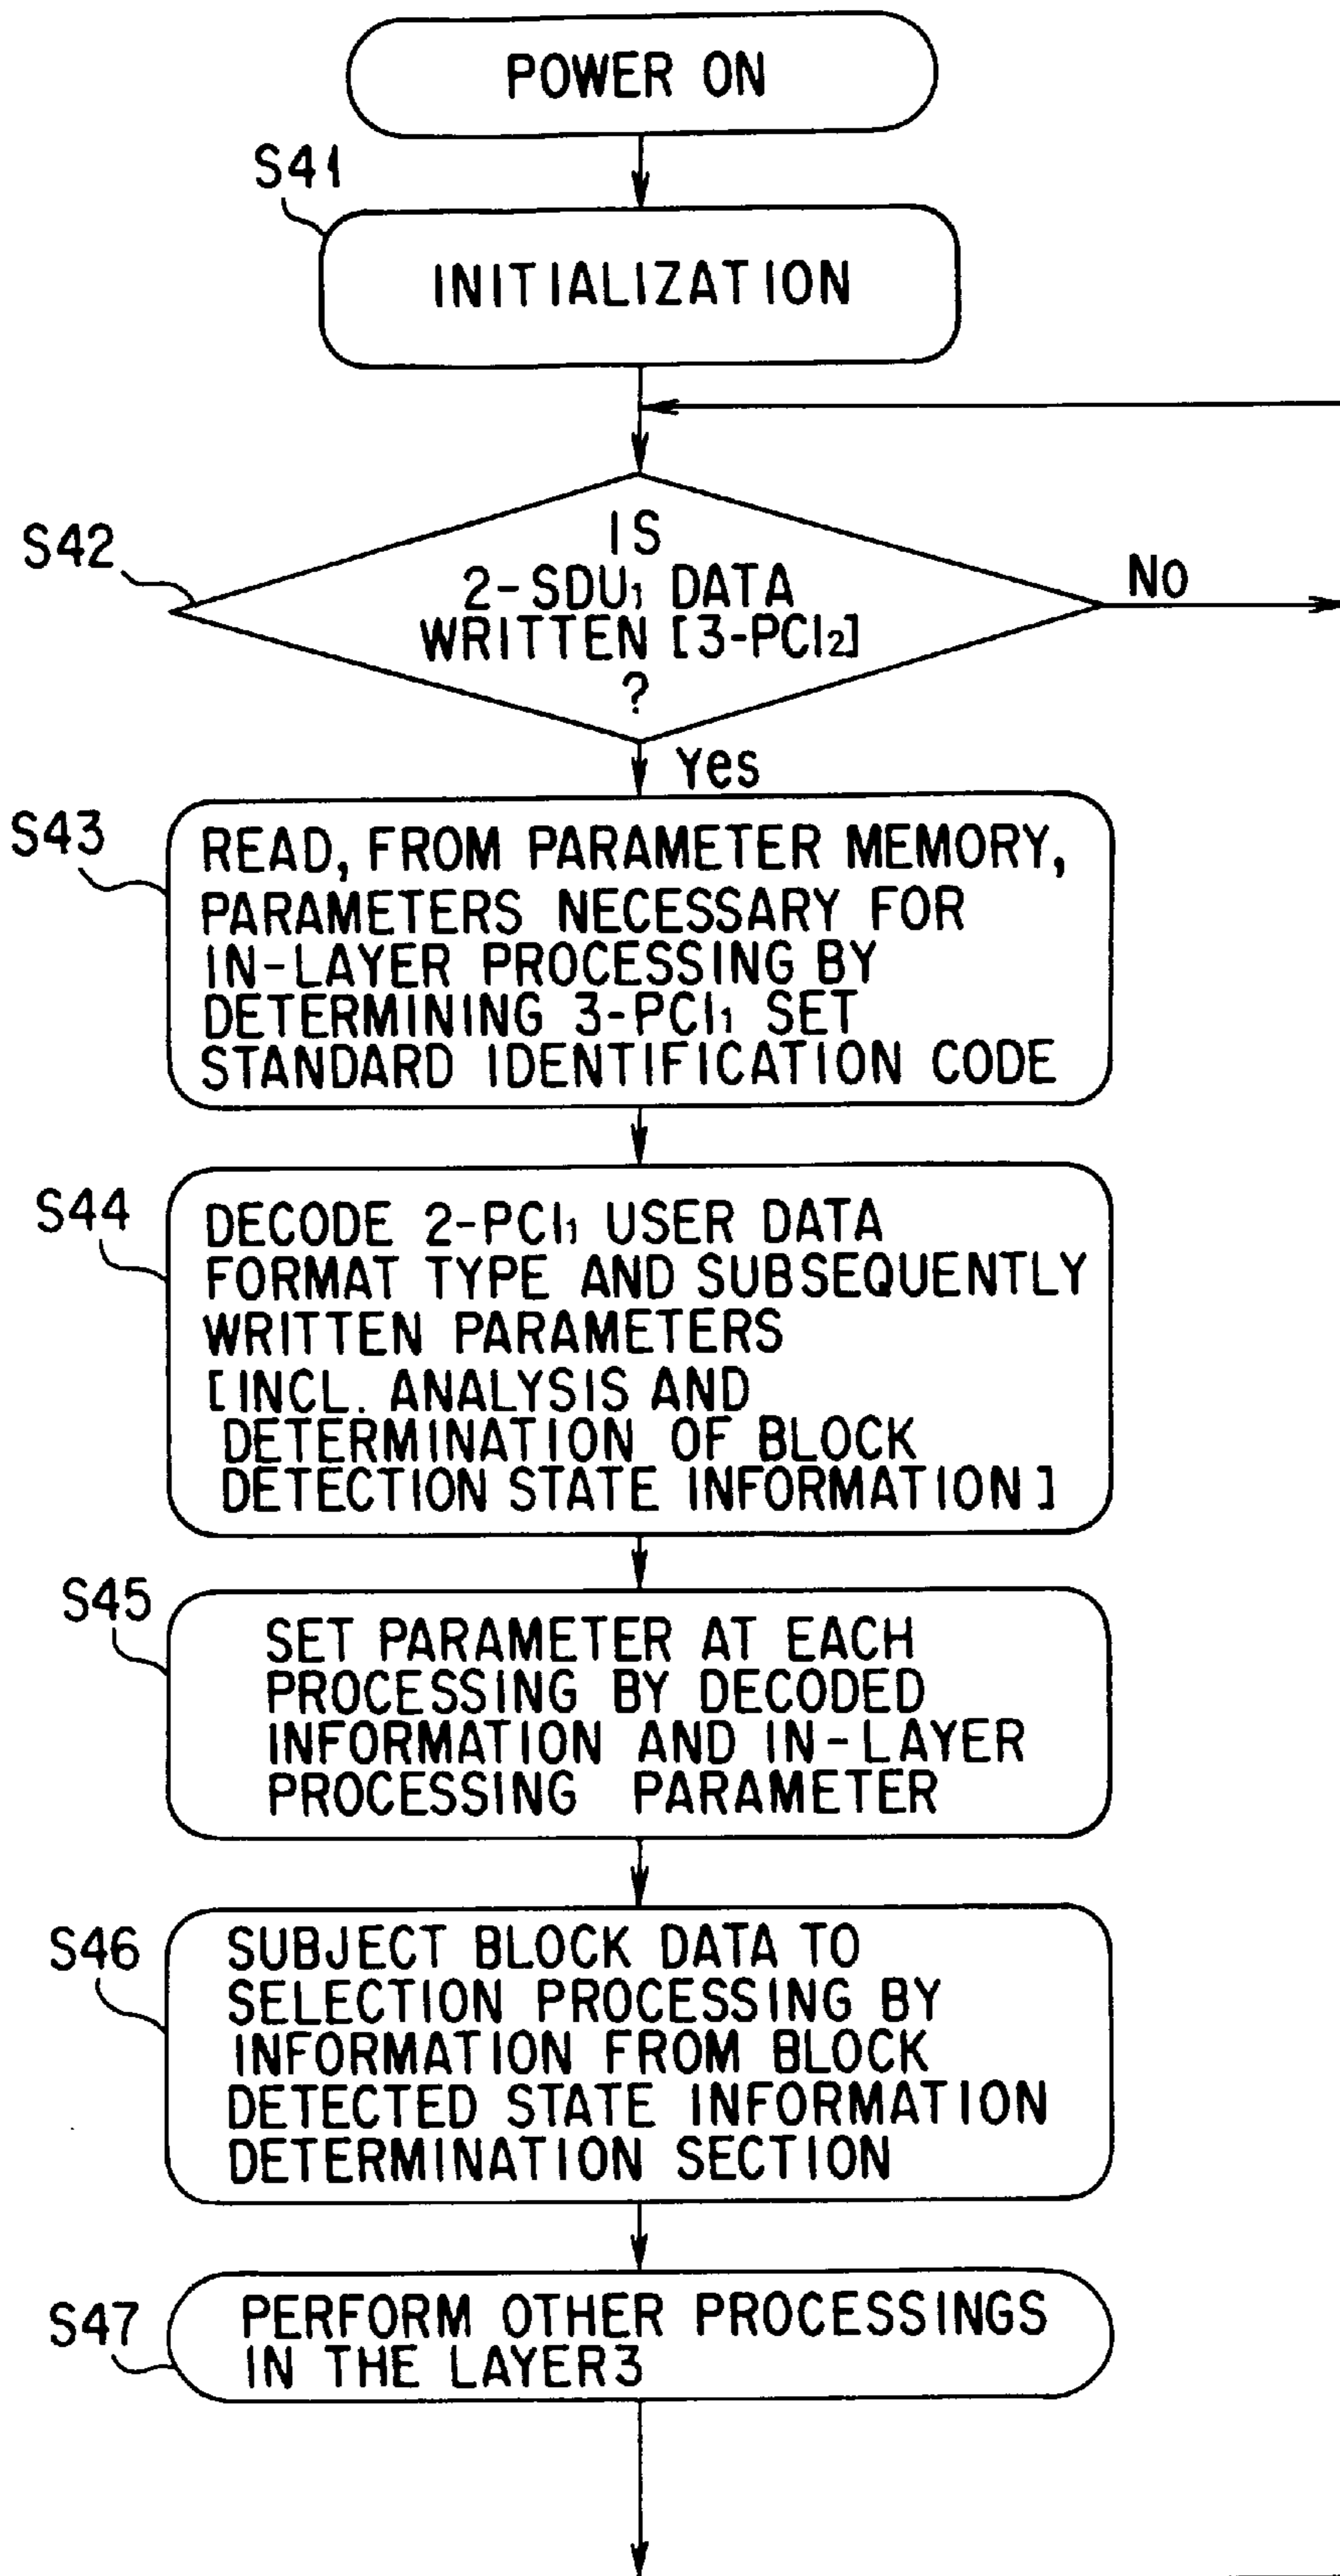 POWER ON
S41
INITIALIZATION
S42
IS
2-SDU₁ DATA
WRITTEN [3-PCI₂]
?
No
Yes
S43
READ, FROM PARAMETER MEMORY,
PARAMETERS NECESSARY FOR
IN-LAYER PROCESSING BY
DETERMINING 3-PCI₁ SET
STANDARD IDENTIFICATION CODE
S44
DECODE 2-PCI₁ USER DATA
FORMAT TYPE AND SUBSEQUENTLY
WRITTEN PARAMETERS
[INCL. ANALYSIS AND
DETERMINATION OF BLOCK
DETECTION STATE INFORMATION]
S45
SET PARAMETER AT EACH
PROCESSING BY DECODED
INFORMATION AND IN-LAYER
PROCESSING PARAMETER
S46
SUBJECT BLOCK DATA TO
SELECTION PROCESSING BY
INFORMATION FROM BLOCK
DETECTED STATE INFORMATION
DETERMINATION SECTION
S47
PERFORM OTHER PROCESSINGS
IN THE LAYER3